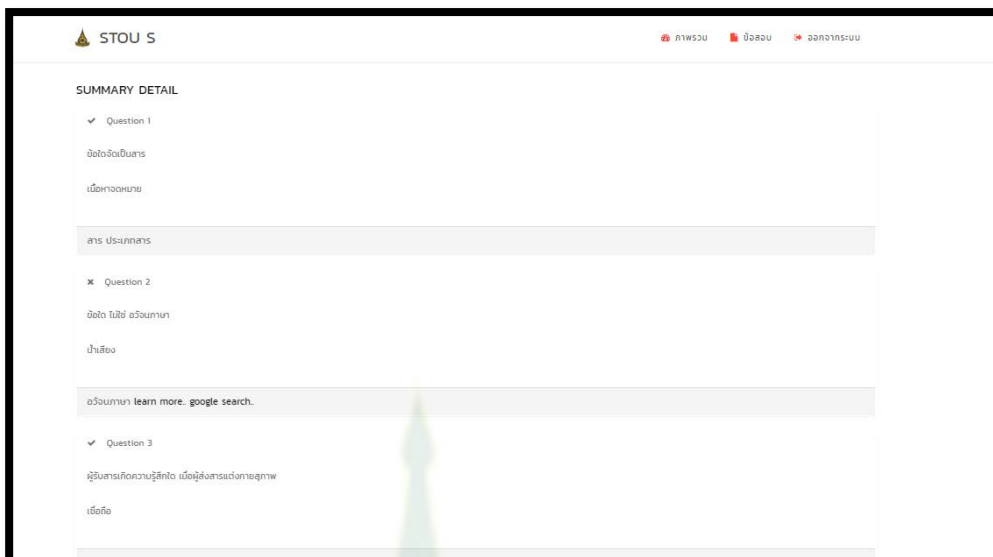 STOU S
ภาพรวม ข้อสอบ ออกจากระบบ
SUMMARY DETAIL
✔ Question 1
ข้อใดจัดเป็นสาร
เนื้อหาจดหมาย
สาร ประเภทสาร
✖ Question 2
ข้อใด ไม่ใช่ อวัจนภาษา
น้ำเสียง
อวัจนภาษา learn more.. google search..
✔ Question 3
ผู้รับสารเกิดความรู้สึกใด เมื่อผู้ส่งสารแต่งกายสุภาพ
เชื่อถือ